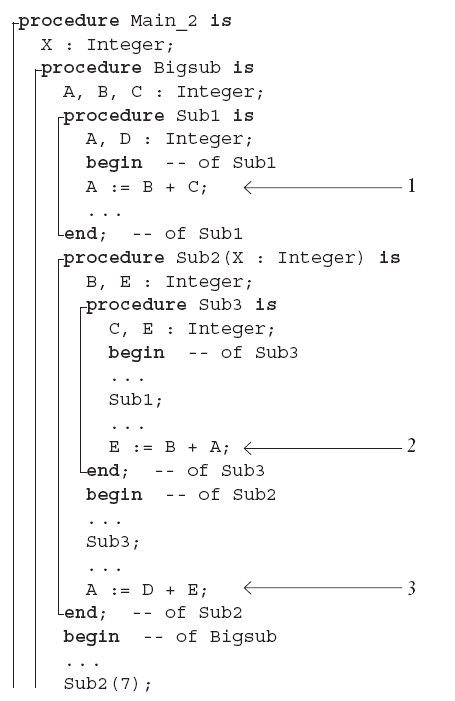 procedure Main_2 is
X : Integer;
procedure Bigsub is
A, B, C : Integer;
procedure Sub1 is
A, D : Integer;
begin -- of Sub1
A := B + C; 1
...
end; -- of Sub1
procedure Sub2(X : Integer) is
B, E : Integer;
procedure Sub3 is
C, E : Integer;
begin -- of Sub3
...
Sub1;
...
E := B + A; 2
end; -- of Sub3
begin -- of Sub2
...
Sub3;
...
A := D + E; 3
end; -- of Sub2
begin -- of Bigsub
...
Sub2(7);